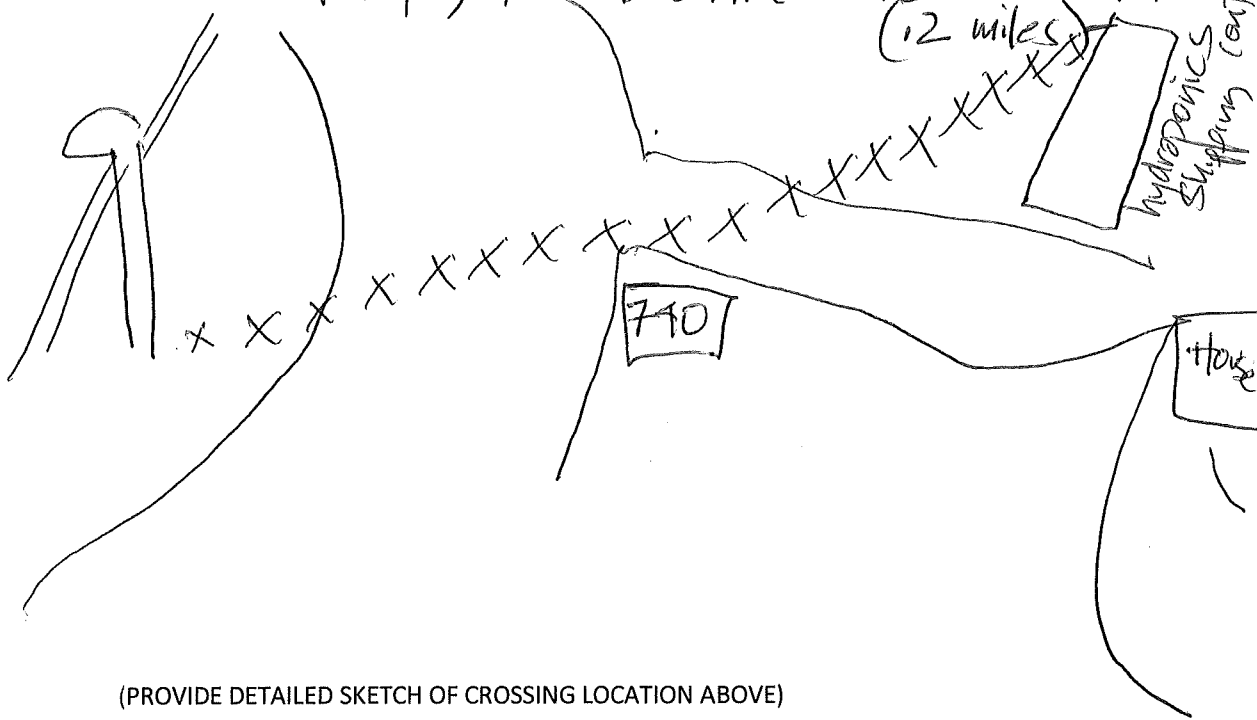 (.2 miles)
hydroponics
Shipping
740
House
(PROVIDE DETAILED SKETCH OF CROSSING LOCATION ABOVE)